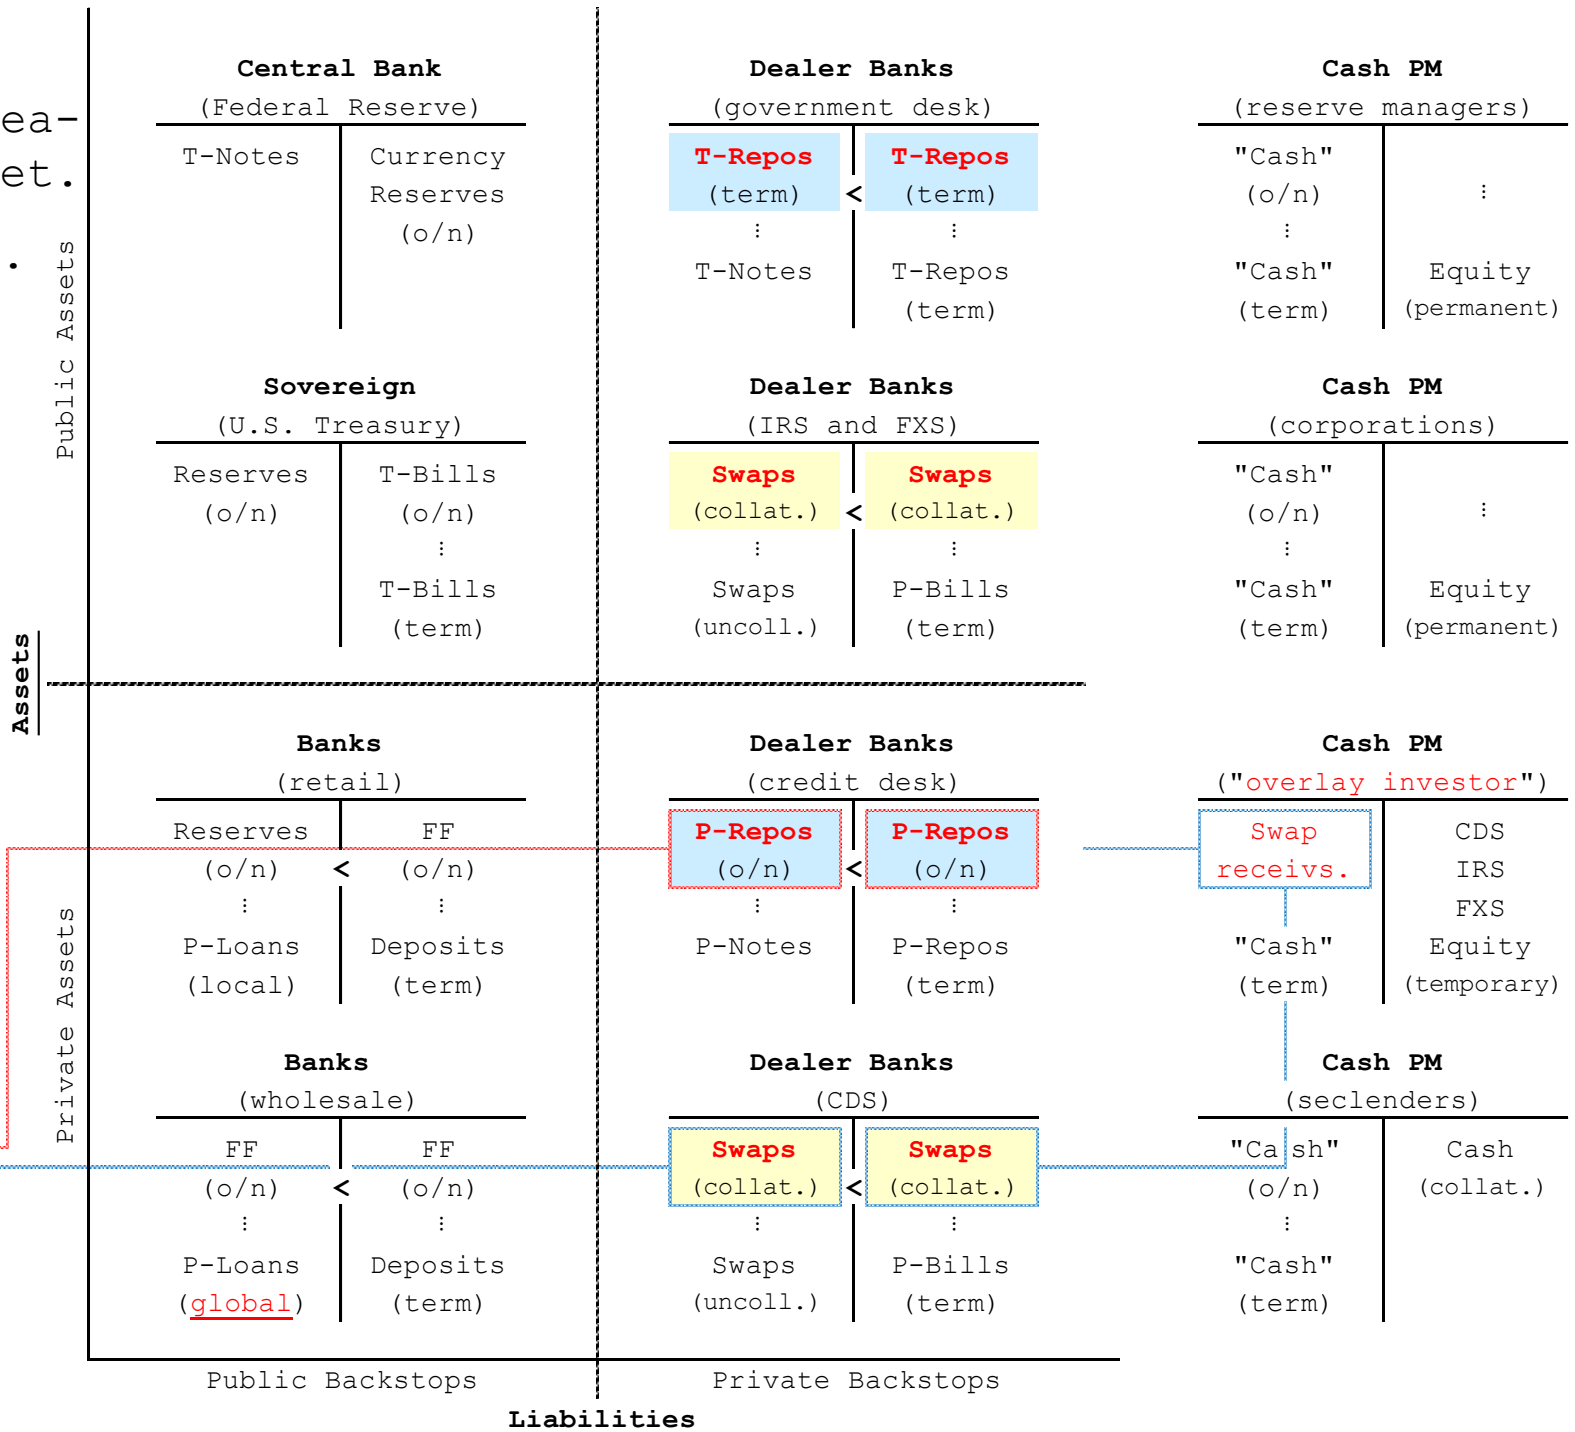 ea-
et.
.
Public Assets
Assets
Private Assets
Central Bank
(Federal Reserve)
T-Notes
Currency
Reserves
(o/n)
Dealer Banks
(government desk)
T-Repos
(term)
⋮
T-Notes
<
T-Repos
(term)
⋮
T-Repos
(term)
Cash PM
(reserve managers)
"Cash"
(o/n)
⋮
"Cash"
(term)
⋮
Equity
(permanent)
Sovereign
(U.S. Treasury)
Reserves
(o/n)
T-Bills
(o/n)
⋮
T-Bills
(term)
Dealer Banks
(IRS and FXS)
Swaps
(collat.)
⋮
Swaps
(uncoll.)
<
Swaps
(collat.)
⋮
P-Bills
(term)
Cash PM
(corporations)
"Cash"
(o/n)
⋮
"Cash"
(term)
⋮
Equity
(permanent)
Banks
(retail)
Reserves
(o/n)
⋮
P-Loans
(local)
<
FF
(o/n)
⋮
Deposits
(term)
Dealer Banks
(credit desk)
P-Repos
(o/n)
⋮
P-Notes
<
P-Repos
(o/n)
⋮
P-Repos
(term)
Cash PM
("overlay investor")
Swap
receivs.
"Cash"
(term)
CDS
IRS
FXS
Equity
(temporary)
Banks
(wholesale)
FF
(o/n)
⋮
P-Loans
(global)
<
FF
(o/n)
⋮
Deposits
(term)
Dealer Banks
(CDS)
Swaps
(collat.)
⋮
Swaps
(uncoll.)
<
Swaps
(collat.)
⋮
P-Bills
(term)
Cash PM
(seclenders)
"Cash"
(o/n)
⋮
"Cash"
(term)
Cash
(collat.)
Public Backstops
Private Backstops
Liabilities